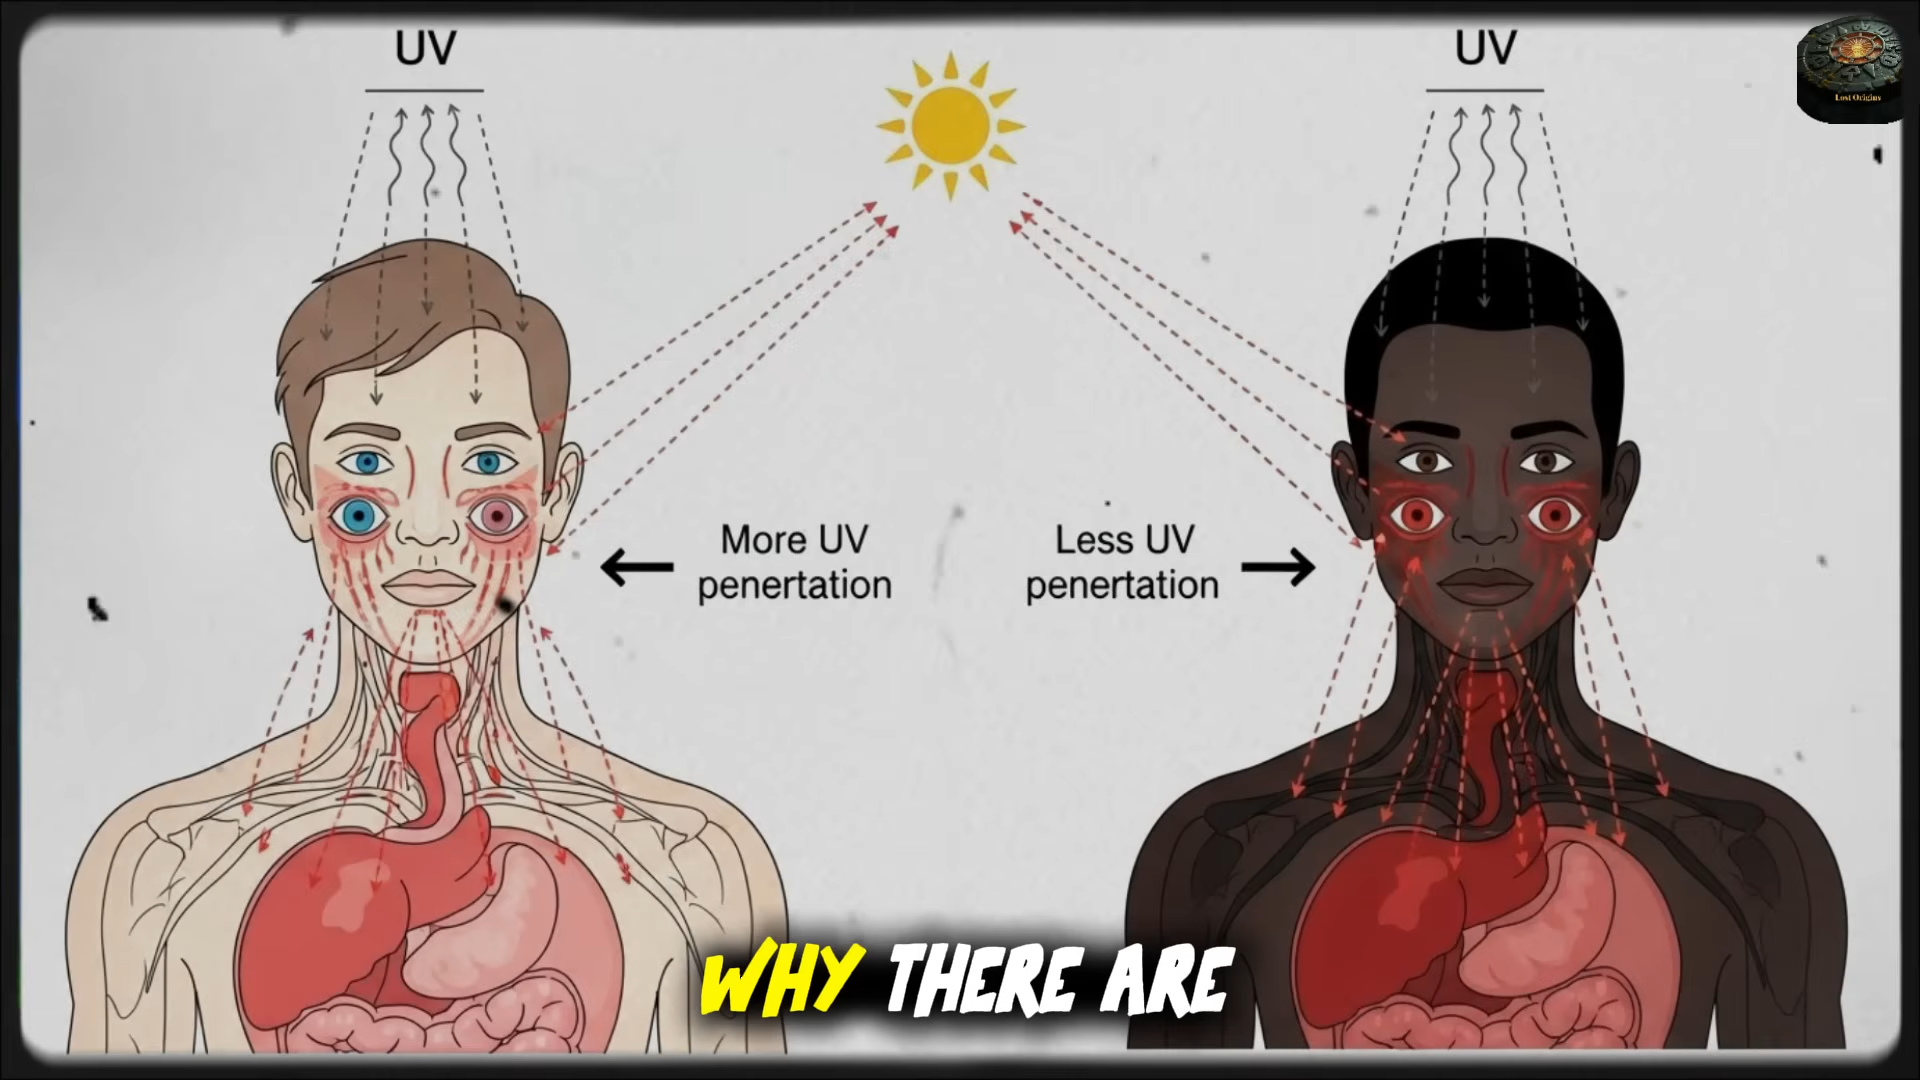 UV
UV
Lost Origins
More UV
penertation
Less UV
penertation
WHY THERE ARE